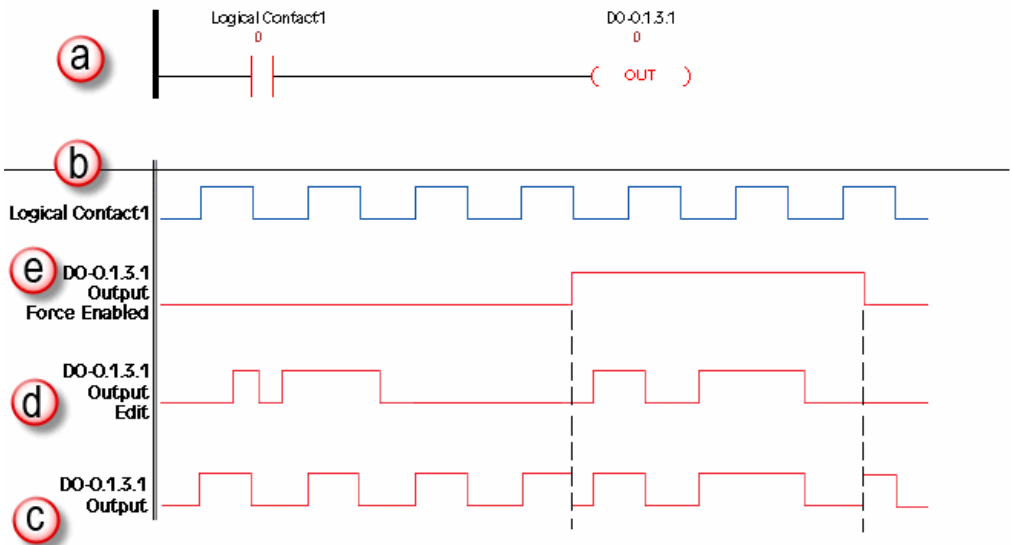 Logical Contact1 DO-0.1.3.1
0 0
a
OUT
b
Logical Contact1
e
DO-0.1.3.1
Output
Force Enabled
d
DO-0.1.3.1
Output
Edit
c
DO-0.1.3.1
Output